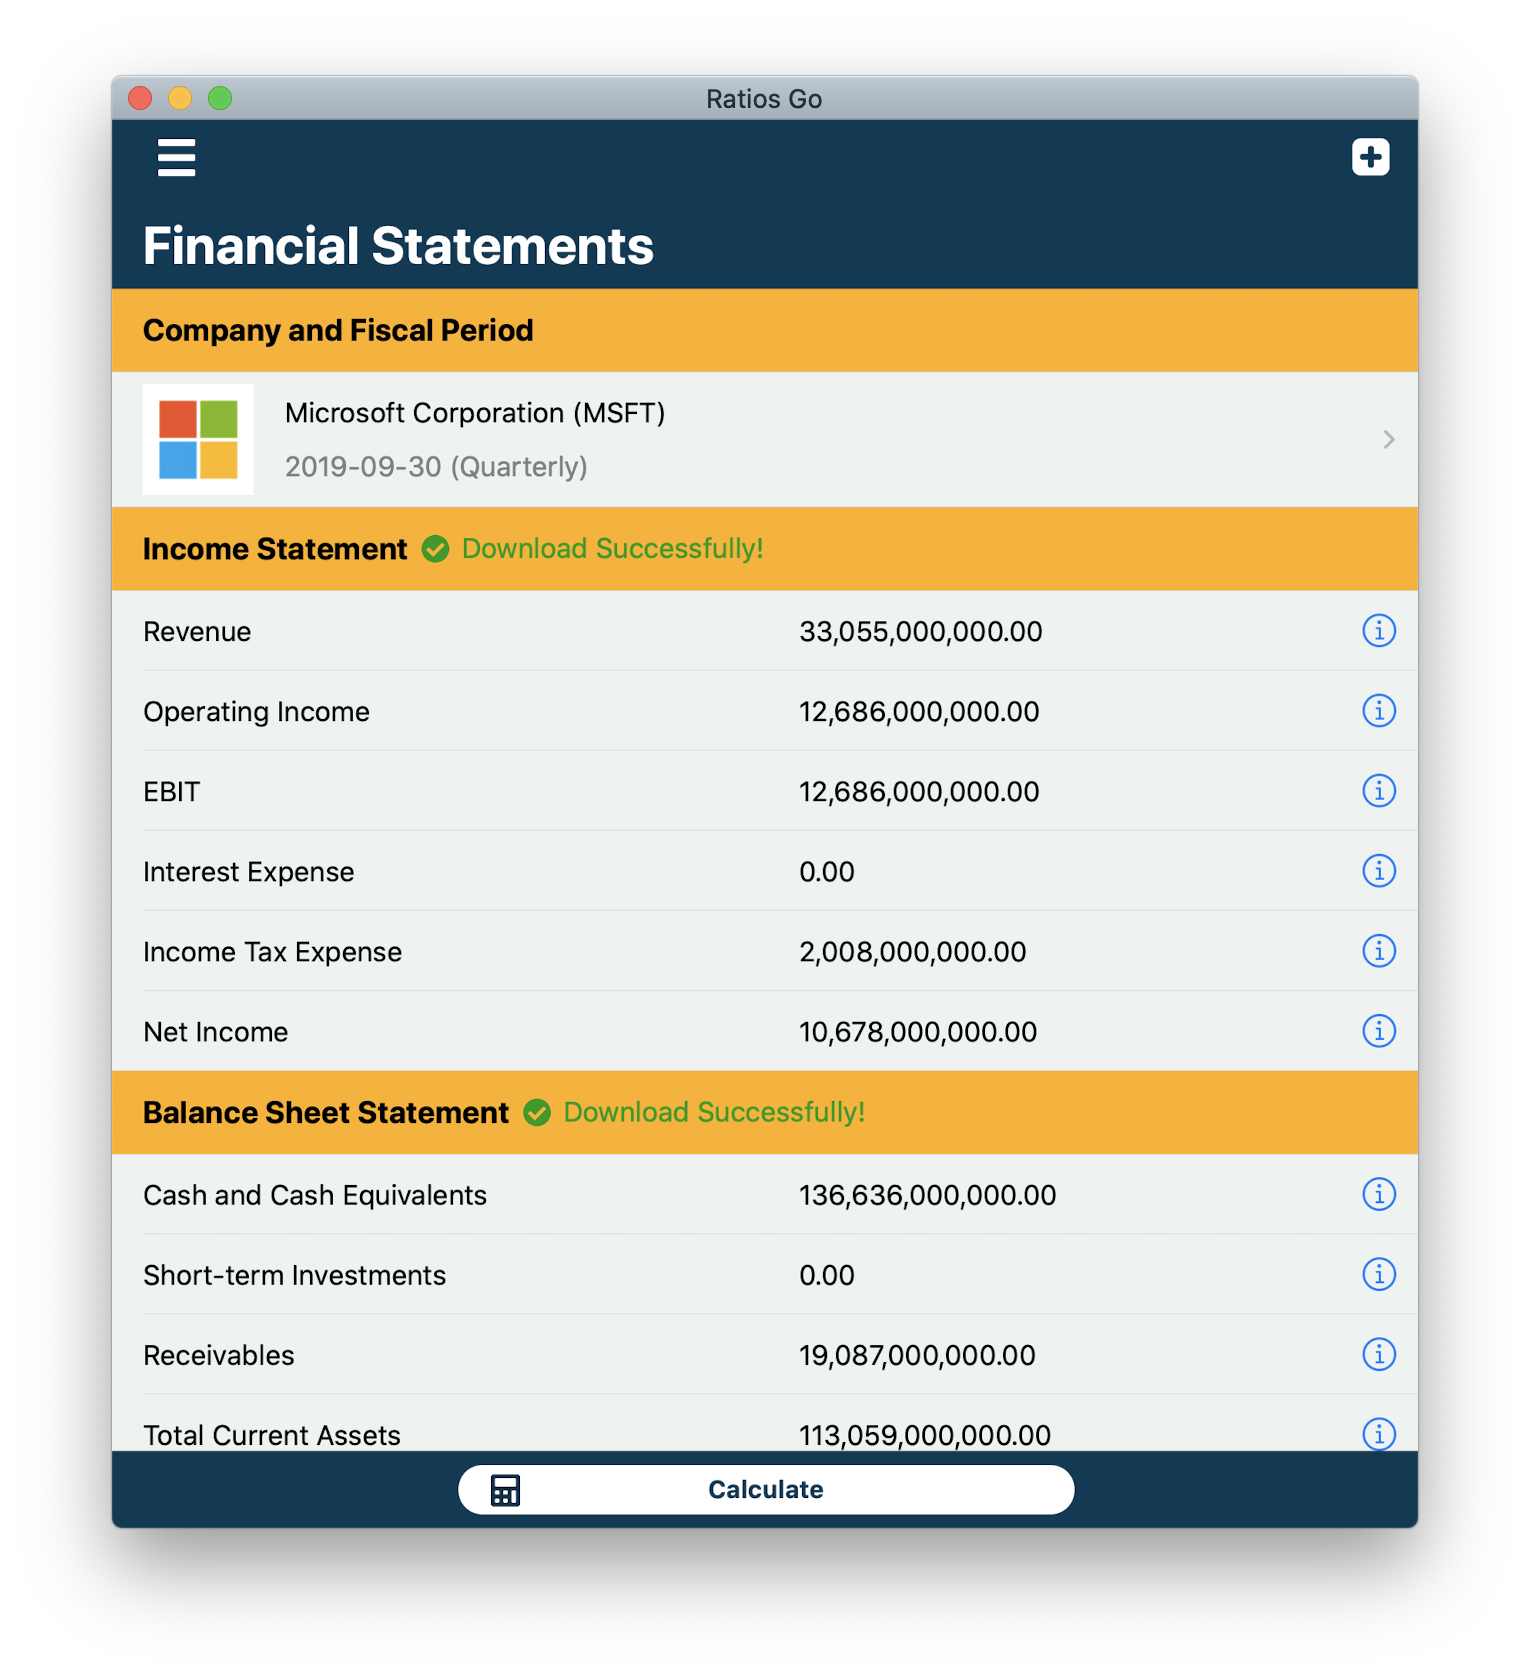 Ratios Go
Financial Statements
Company and Fiscal Period
Microsoft Corporation (MSFT)
2019-09-30 (Quarterly)
Income Statement Download Successfully!
Revenue 33,055,000,000.00
Operating Income 12,686,000,000.00
EBIT 12,686,000,000.00
Interest Expense 0.00
Income Tax Expense 2,008,000,000.00
Net Income 10,678,000,000.00
Balance Sheet Statement Download Successfully!
Cash and Cash Equivalents 136,636,000,000.00
Short-term Investments 0.00
Receivables 19,087,000,000.00
Total Current Assets 113,059,000,000.00
Calculate